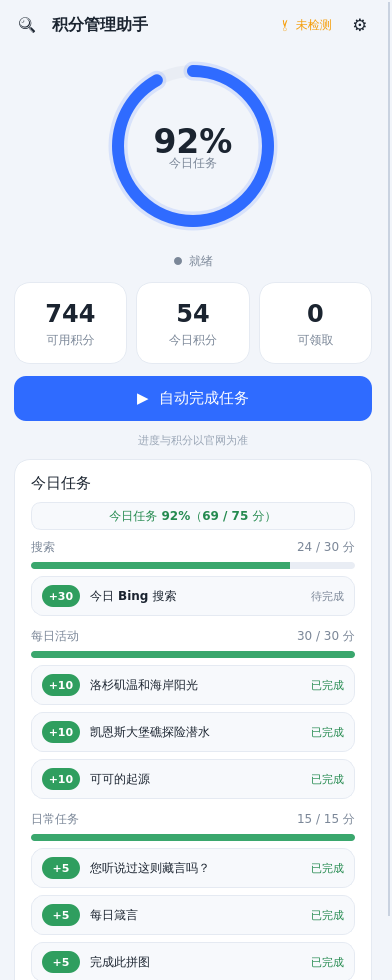 积分管理助手
未检测
92%
今日任务
就绪
744
可用积分
54
今日积分
0
可领取
自动完成任务
进度与积分以官网为准
今日任务
今日任务 92%（69 / 75 分）
搜索 24 / 30 分
+30 今日 Bing 搜索 待完成
每日活动 30 / 30 分
+10 洛杉矶温和海岸阳光 已完成
+10 凯恩斯大堡礁探险潜水 已完成
+10 可可的起源 已完成
日常任务 15 / 15 分
+5 您听说过这则藏言吗？ 已完成
+5 每日箴言 已完成
+5 完成此拼图 已完成